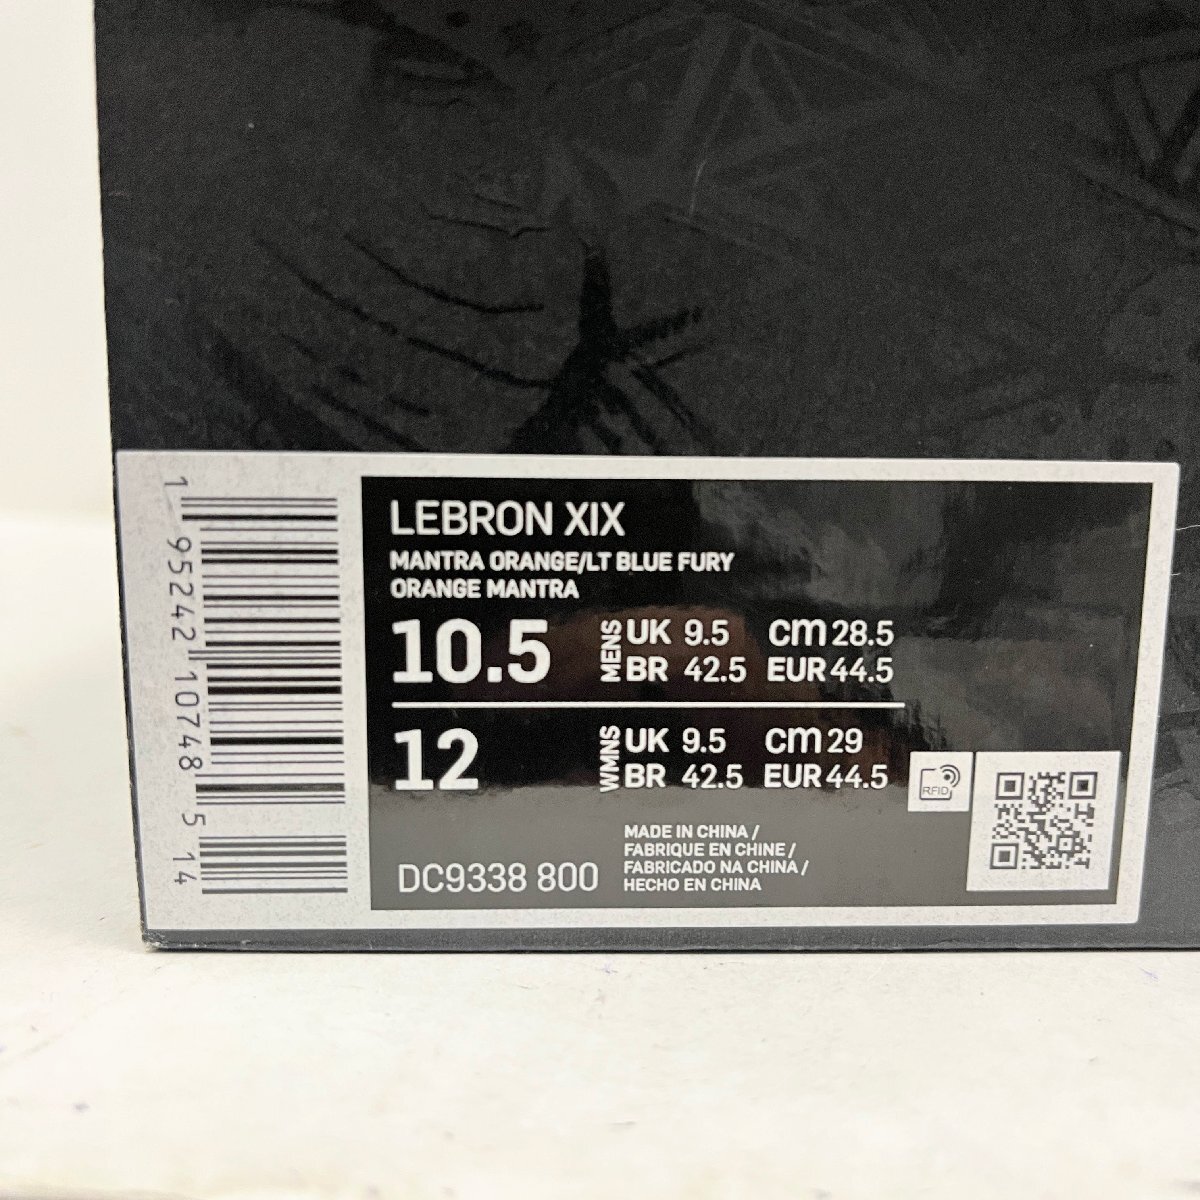 LEBRON XIX
MANTRA ORANGE/LT BLUE FURY
ORANGE MANTRA
10.5 MENS UK 9.5 CM 28.5
BR 42.5 EUR 44.5
12 WMNS UK 9.5 CM 29
BR 42.5 EUR 44.5
RFID
MADE IN CHINA /
FABRIQUE EN CHINE /
FABRICADO NA CHINA /
HECHO EN CHINA
DC9338 800
1 95242 10748 5 14